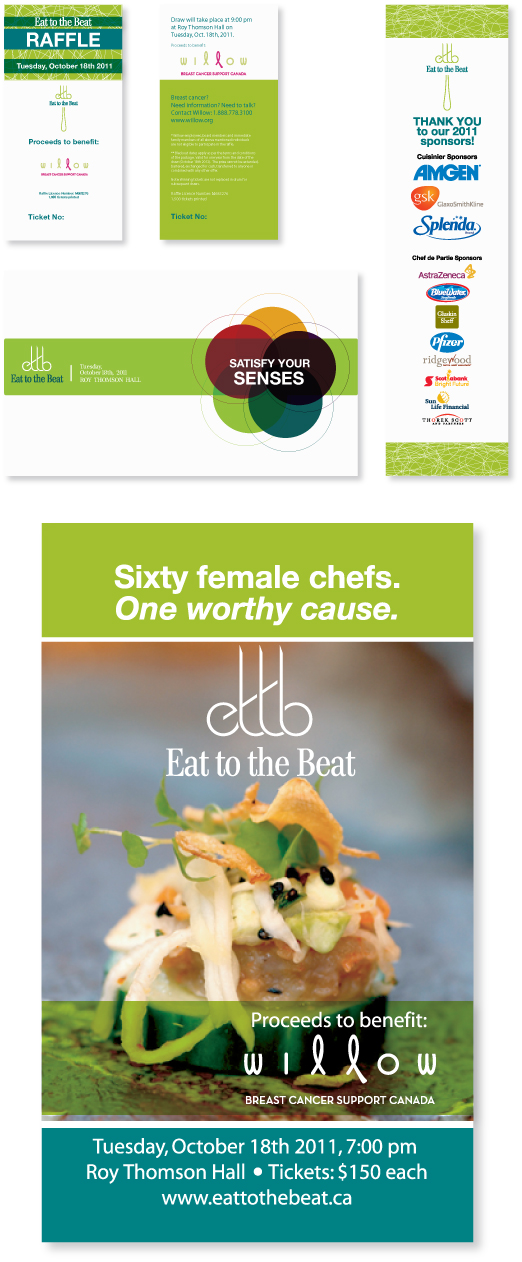 Eat to the Beat
RAFFLE
Tuesday, October 18th 2011
Eat to the Beat
Proceeds to benefit:
willow
BREAST CANCER SUPPORT CANADA
Ticket No:
Draw will take place at 9:00 pm
at Roy Thomson Hall on
Tuesday, Oct. 18th, 2011.
Proceeds to benefit:
willow
BREAST CANCER SUPPORT CANADA
Breast cancer?
Need information? Need to talk?
Contact Willow: 1.888.778.3100
www.willow.org
Ticket No:
Eat to the Beat
THANK YOU
to our 2011
sponsors!
Cuisinier Sponsors
AMGEN
gsk GlaxoSmithKline
Splenda
Chef de Partie Sponsors
AstraZeneca
BlueWater
Gluskin
Sheff
Pfizer
ridgewood
Scotiabank
Bright Future
Sun
Life Financial
THOREK SCOTT
AND PARTNERS
ettb
Eat to the Beat
Tuesday,
October 18th, 2011
ROY THOMSON HALL
SATISFY YOUR
SENSES
Sixty female chefs.
One worthy cause.
ettb
Eat to the Beat
Proceeds to benefit:
willow
BREAST CANCER SUPPORT CANADA
Tuesday, October 18th 2011, 7:00 pm
Roy Thomson Hall • Tickets: $150 each
www.eattothebeat.ca